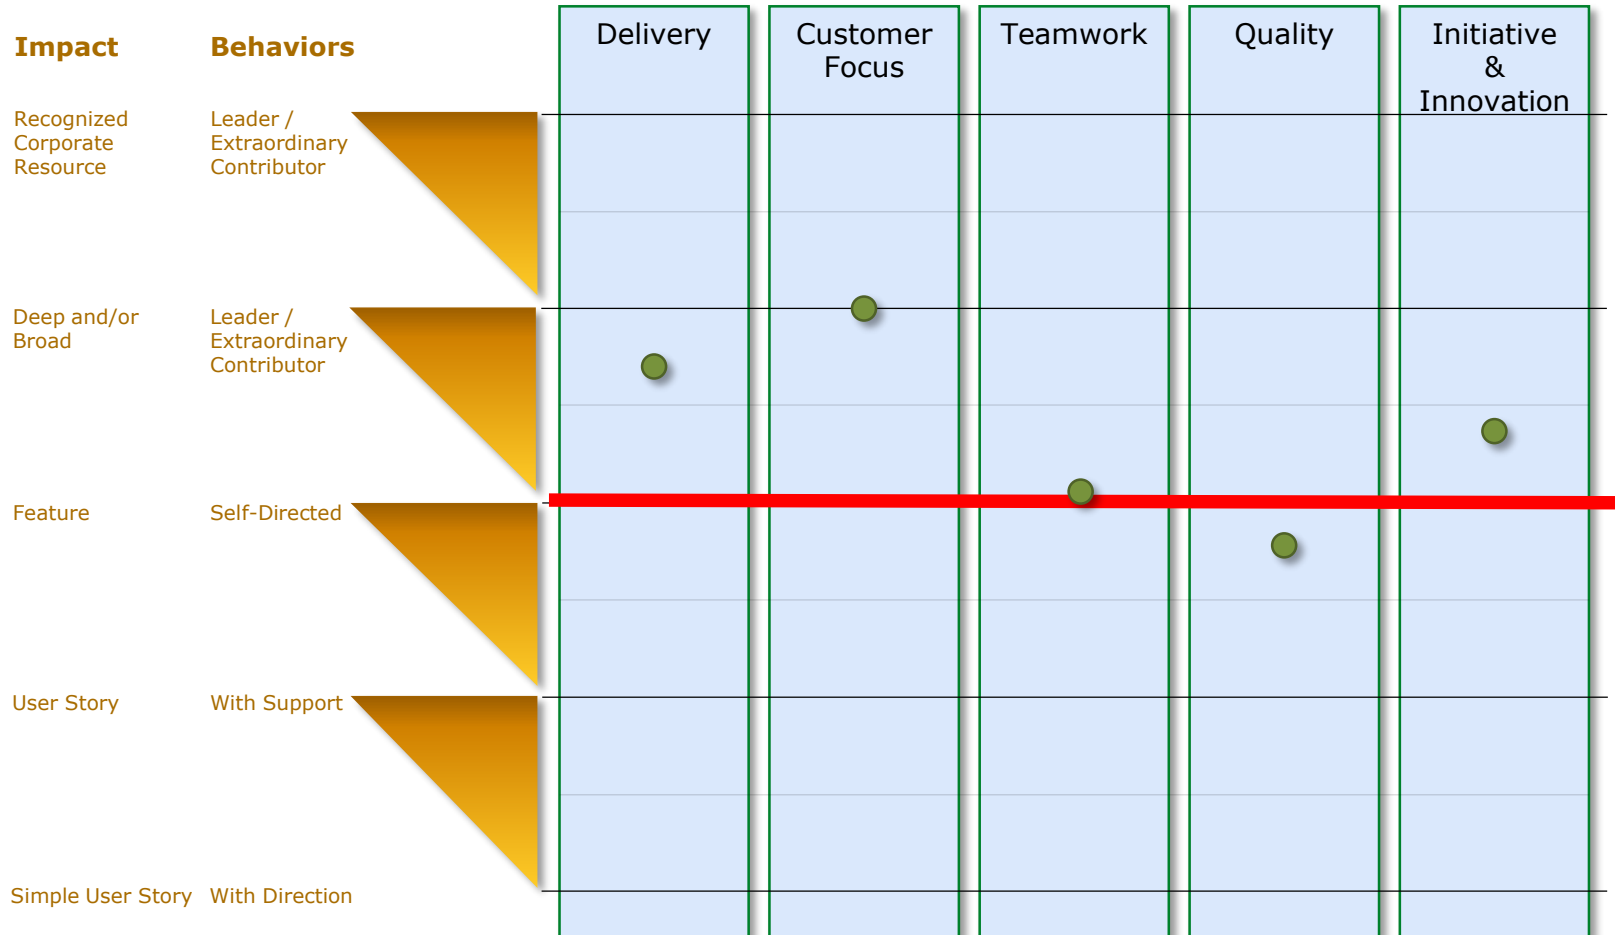 Impact
Behaviors
Delivery
Customer
Focus
Teamwork
Quality
Initiative
&
Innovation
Recognized
Corporate
Resource
Leader /
Extraordinary
Contributor
Deep and/or
Broad
Leader /
Extraordinary
Contributor
Feature
Self-Directed
User Story
With Support
Simple User Story
With Direction